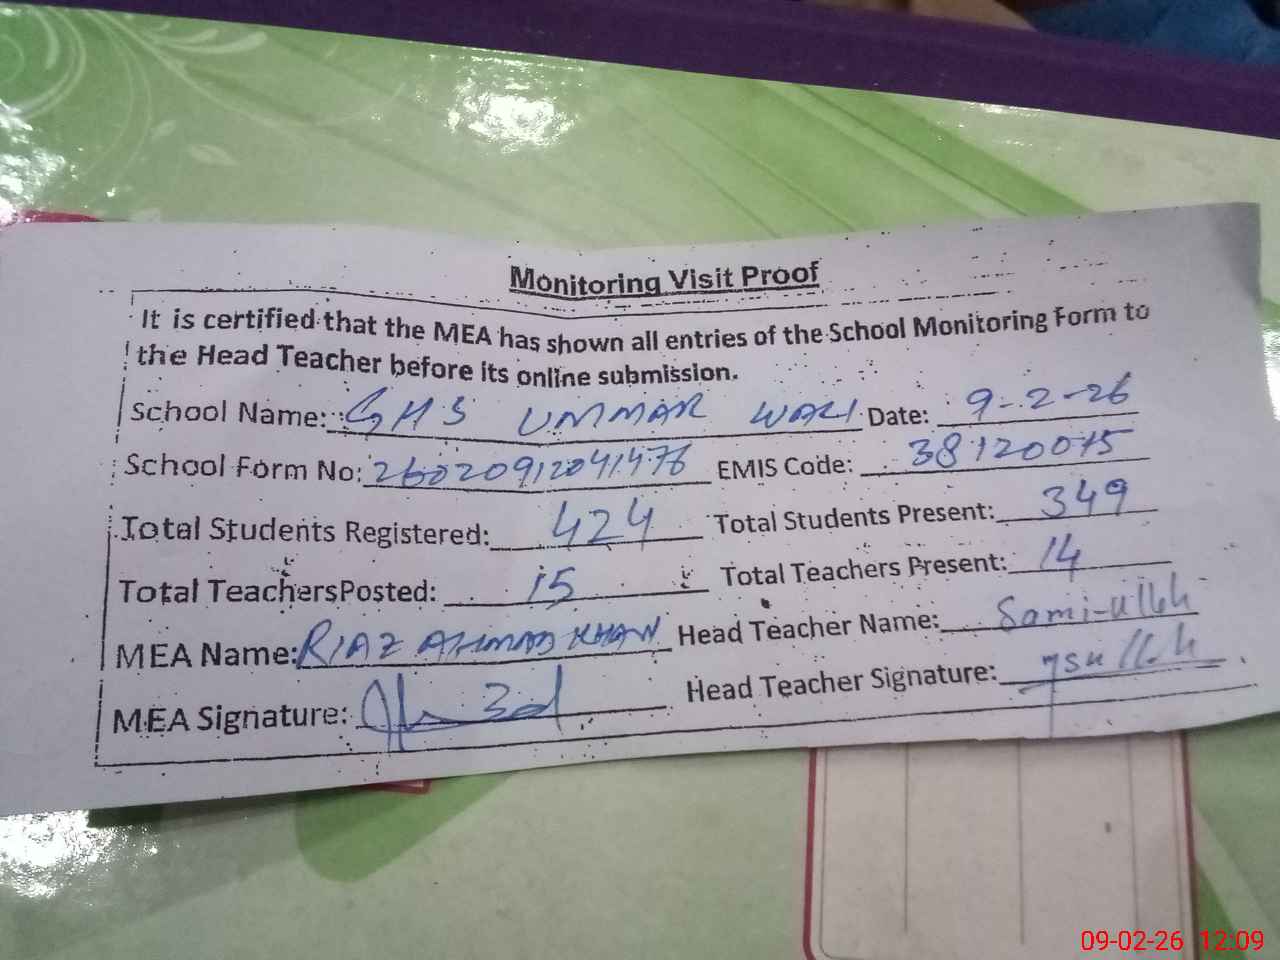 Monitoring Visit Proof
It is certified that the MEA has shown all entries of the School Monitoring Form to
the Head Teacher before its online submission.
School Name: GHS UMMAR WALI Date: 9-2-26
School Form No: 26020912041476 EMIS Code: 38120015
Total Students Registered: 424 Total Students Present: 349
Total TeachersPosted: 15 Total Teachers Present: 14
MEA Name: RIAZ AHMAD KHAN Head Teacher Name: Sami-ullh
MEA Signature: Head Teacher Signature:
09-02-26 12:09